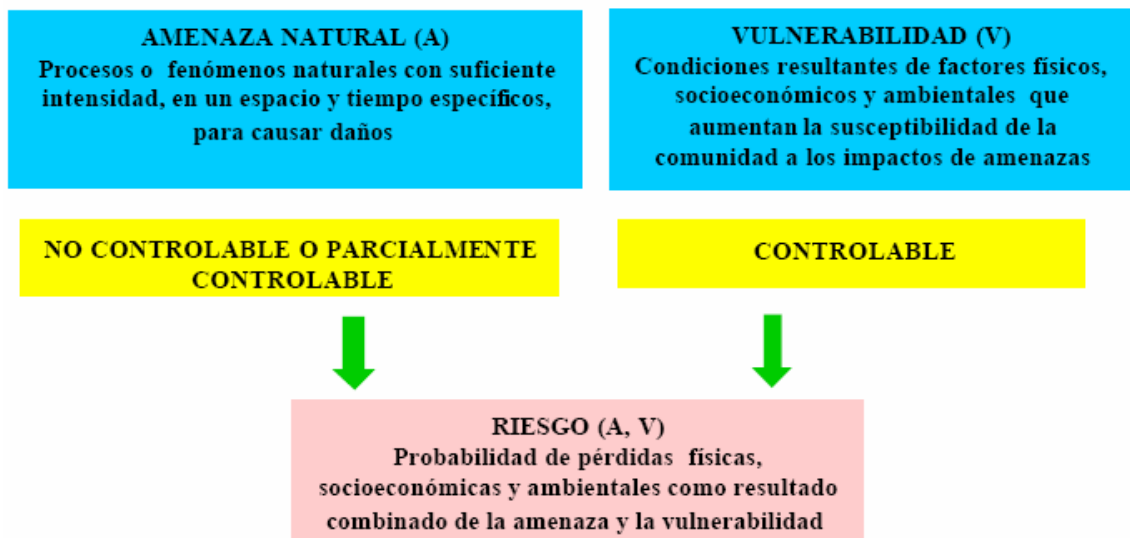 AMENAZA NATURAL (A)
Procesos o fenómenos naturales con suficiente
intensidad, en un espacio y tiempo específicos,
para causar daños
VULNERABILIDAD (V)
Condiciones resultantes de factores físicos,
socioeconómicos y ambientales que
aumentan la susceptibilidad de la
comunidad a los impactos de amenazas
NO CONTROLABLE O PARCIALMENTE
CONTROLABLE
CONTROLABLE
RIESGO (A, V)
Probabilidad de pérdidas físicas,
socioeconómicas y ambientales como resultado
combinado de la amenaza y la vulnerabilidad